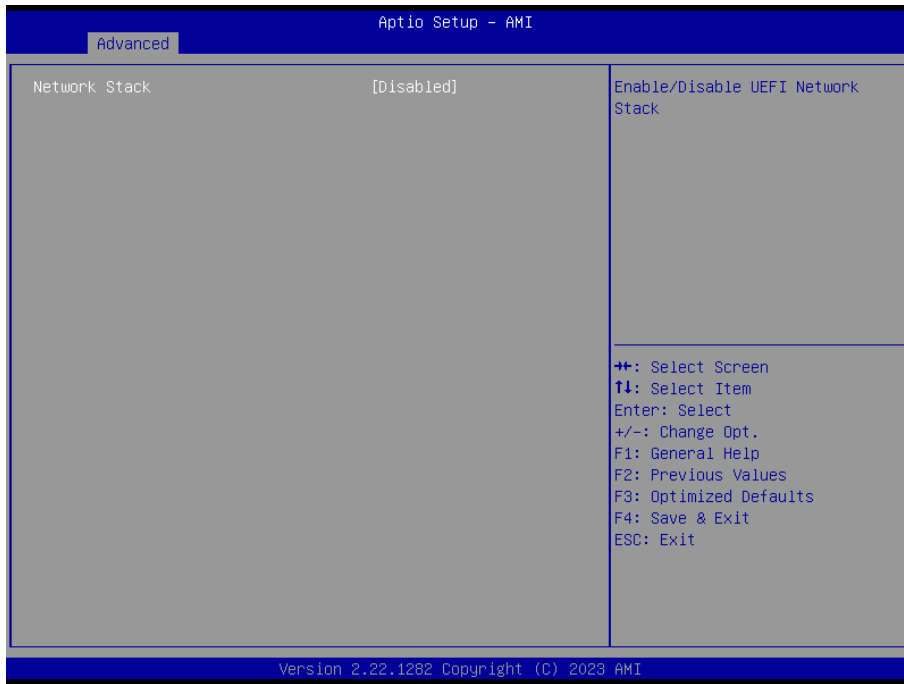 Aptio Setup – AMI
Advanced
Network Stack [Disabled]
Enable/Disable UEFI Network
Stack
→←: Select Screen
↑↓: Select Item
Enter: Select
+/-: Change Opt.
F1: General Help
F2: Previous Values
F3: Optimized Defaults
F4: Save & Exit
ESC: Exit
Version 2.22.1282 Copyright (C) 2023 AMI